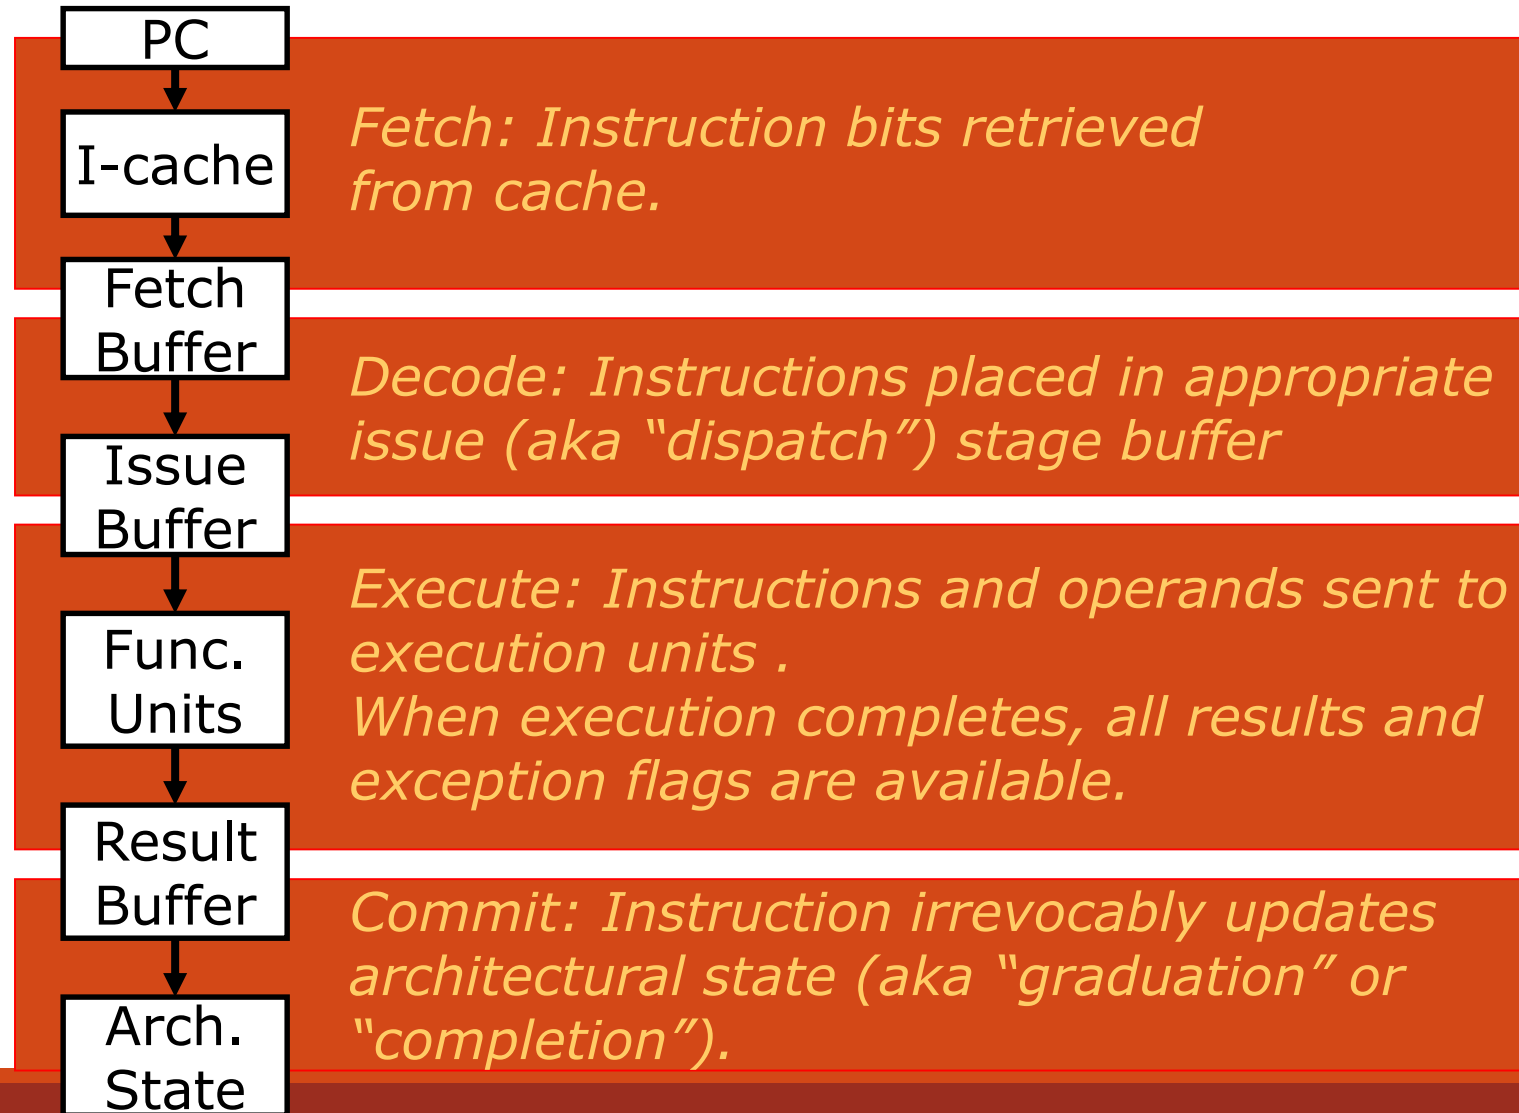 PC
I-cache
Fetch: Instruction bits retrieved
from cache.
Fetch
Buffer
Decode: Instructions placed in appropriate
issue (aka “dispatch”) stage buffer
Issue
Buffer
Execute: Instructions and operands sent to
execution units .
When execution completes, all results and
exception flags are available.
Func.
Units
Result
Buffer
Commit: Instruction irrevocably updates
architectural state (aka “graduation” or
“completion”).
Arch.
State